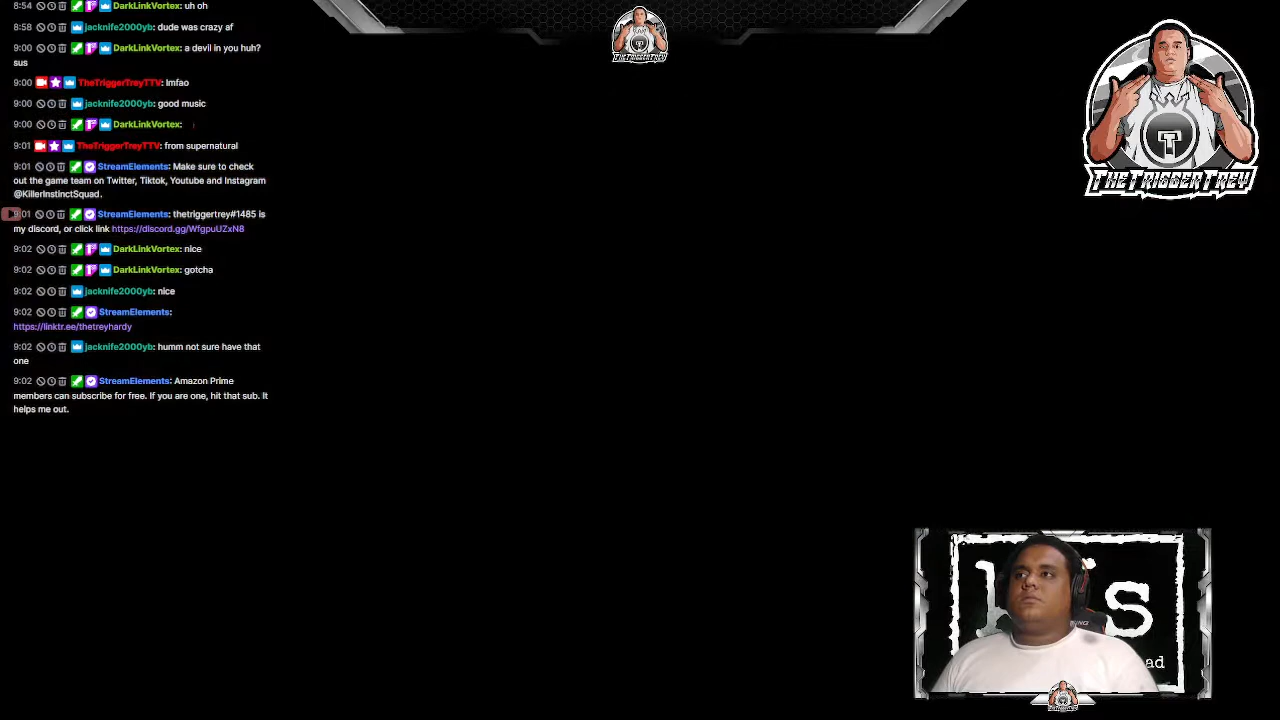 8:54 DarkLinkVortex: uh oh
8:58 jacknife2000yb: dude was crazy af
9:00 DarkLinkVortex: a devil in you huh?
sus
9:00 TheTriggerTreyTTV: lmfao
9:00 jacknife2000yb: good music
9:00 DarkLinkVortex:
9:01 TheTriggerTreyTTV: from supernatural
9:01 StreamElements: Make sure to check
out the game team on Twitter, Tiktok, Youtube and Instagram
@KillerInstinctSquad.
9:01 StreamElements: thetriggertrey#1485 is
my discord, or click link https://discord.gg/WfgpuUZxN8
9:02 DarkLinkVortex: nice
9:02 DarkLinkVortex: gotcha
9:02 jacknife2000yb: nice
9:02 StreamElements:
https://linktr.ee/thetreyhardy
9:02 jacknife2000yb: humm not sure have that
one
9:02 StreamElements: Amazon Prime
members can subscribe for free. If you are one, hit that sub. It
helps me out.
THETRIGGERTREY
T
THETRIGGERTREY
s
ad